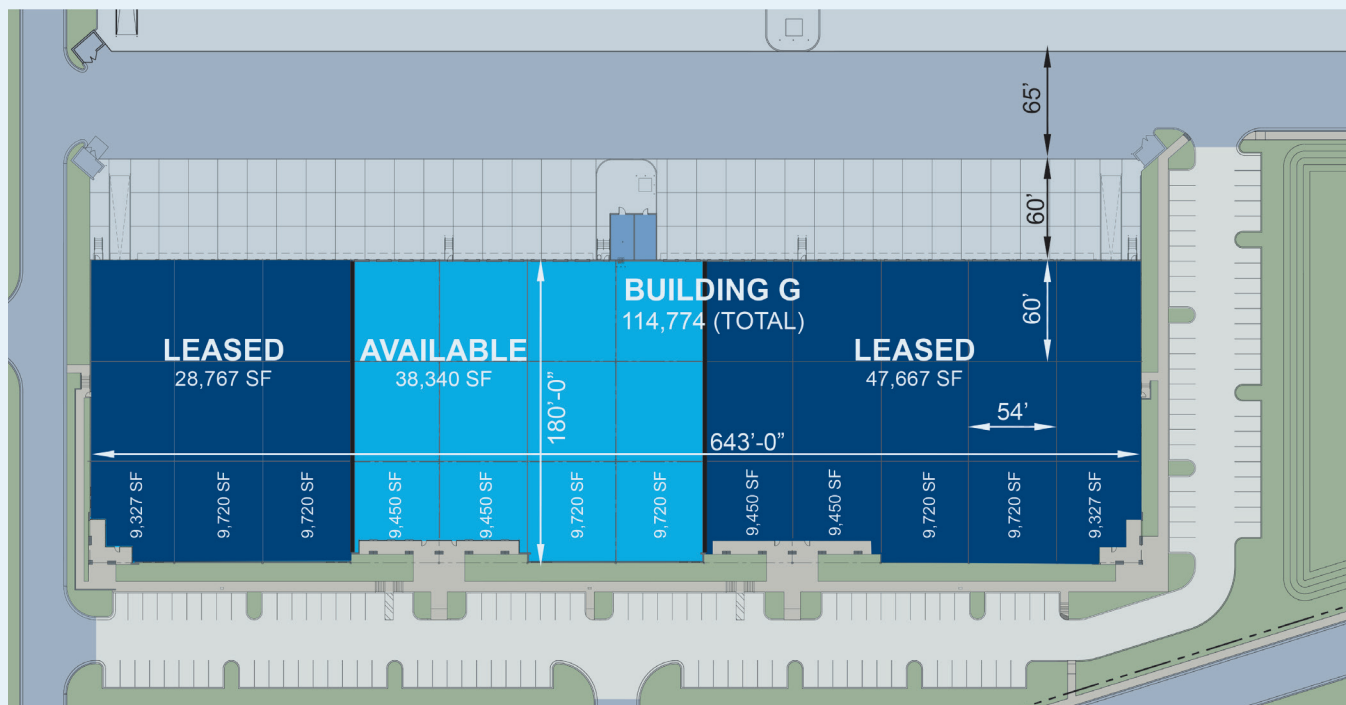 65'
60'
BUILDING G
114,774 (TOTAL)
60'
LEASED
28,767 SF
AVAILABLE
38,340 SF
LEASED
47,667 SF
180'-0"
54'
643'-0"
9,327 SF
9,720 SF
9,720 SF
9,450 SF
9,450 SF
9,720 SF
9,720 SF
9,450 SF
9,450 SF
9,720 SF
9,720 SF
9,327 SF